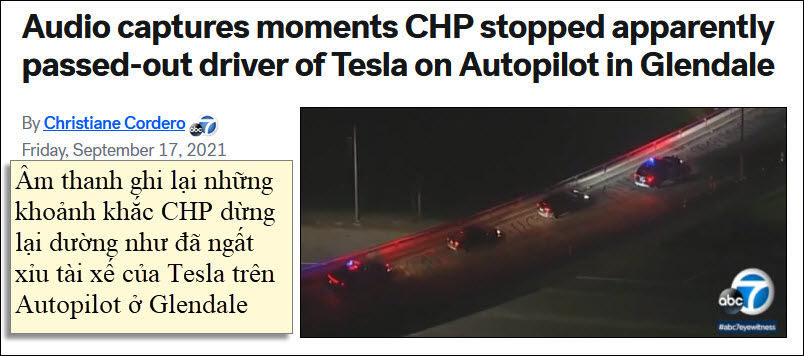 Audio captures moments CHP stopped apparently
passed-out driver of Tesla on Autopilot in Glendale
By Christiane Cordero abc7
Friday, September 17, 2021
Âm thanh ghi lại những
khoảnh khắc CHP dừng
lại dường như đã ngất
xỉu tài xế của Tesla trên
Autopilot ở Glendale
abc7
#abc7eyewitness